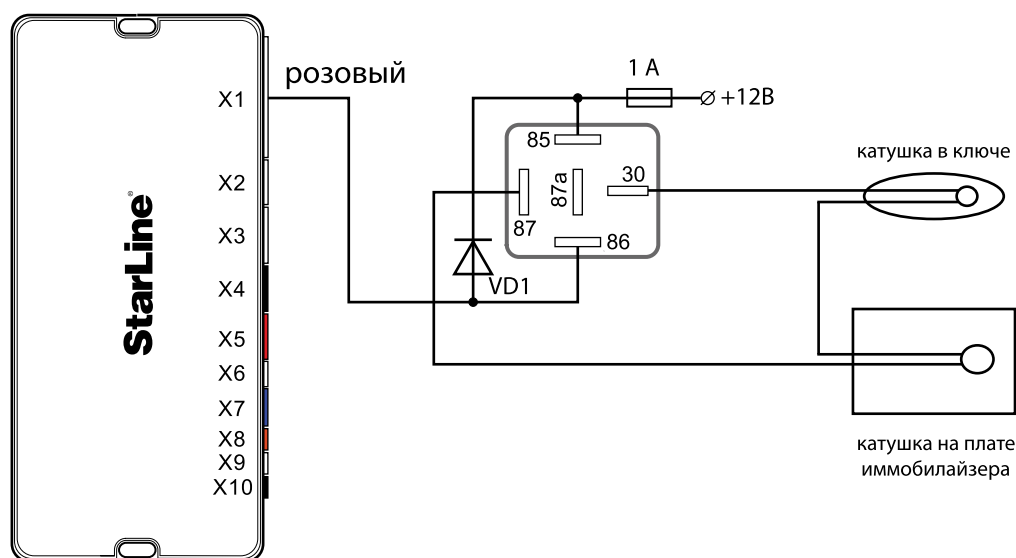 розовый
1 А
+12В
X1
X2
X3
X4
X5
X6
X7
X8
X9
X10
StarLine®
85
87a
30
87
86
VD1
катушка в ключе
катушка на плате
иммобилайзера